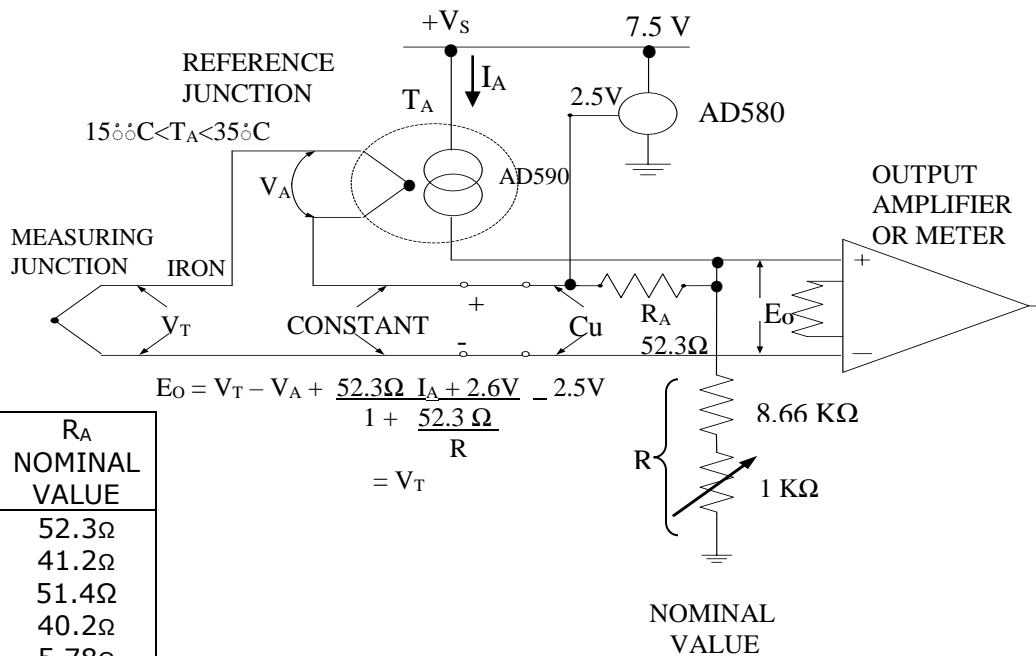 +VS
7.5 V
REFERENCE
JUNCTION
IA
TA
2.5V
AD580
15°°C<TA<35°C
VA
AD590
OUTPUT
AMPLIFIER
OR METER
MEASURING
JUNCTION
IRON
+
VT
CONSTANT
+
-
Cu
RA
52.3Ω
EO
—
EO = VT – VA + 52.3Ω IA + 2.6V – 2.5V
1 + 52.3 Ω
R
= VT
8.66 KΩ
R
1 KΩ
RA
NOMINAL
VALUE
52.3Ω
41.2Ω
51.4Ω
40.2Ω
5.78Ω
NOMINAL
VALUE